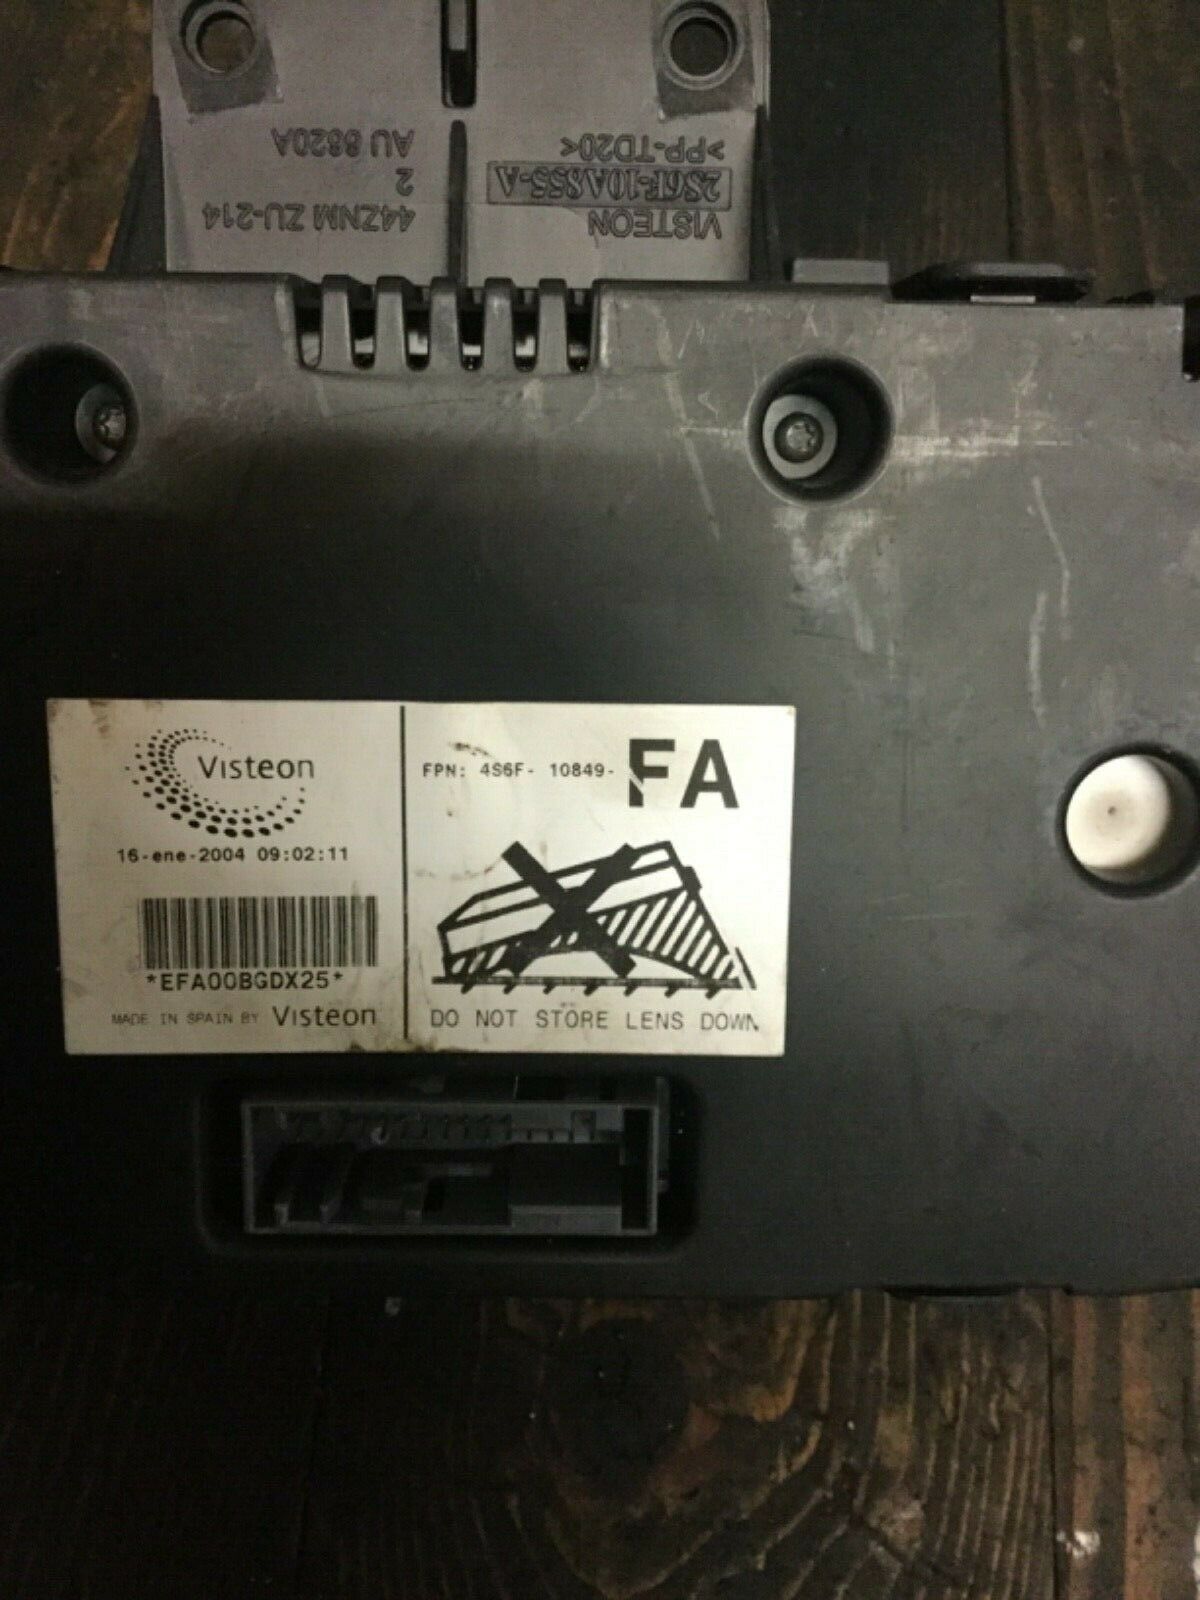 VISTEON
2S6F-10A855-A
>PP-TD20<
44ZNM ZU-214
2
AU 8820A
Visteon
16-ene-2004 09:02:11
*EFA00BGDX25*
MADE IN SPAIN BY Visteon
FPN: 4S6F- 10849- FA
DO NOT STORE LENS DOWN